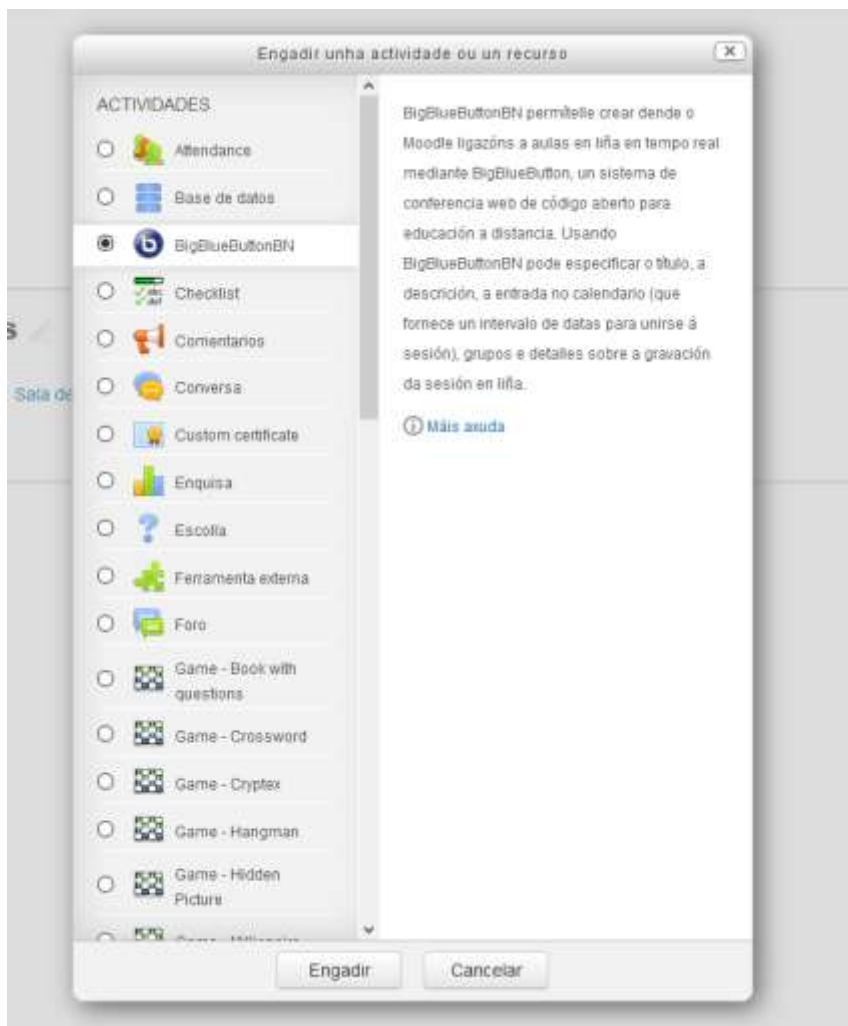 Engadir unha actividade ou un recurso
ACTIVIDADES
Attendance
Base de datos
BigBlueButtonBN
Checklist
Comentarios
Conversa
Custom certificate
Enquisa
Escolla
Ferramenta externa
Foro
Game - Book with
questions
Game - Crossword
Game - Cryptex
Game - Hangman
Game - Hidden
Picture
BigBlueButtonBN permítelle crear dende o
Moodle ligazóns a aulas en liña en tempo real
mediante BigBlueButton, un sistema de
conferencia web de código aberto para
educación a distancia. Usando
BigBlueButtonBN pode especificar o título, a
descrición, a entrada no calendario (que
fornece un intervalo de datas para unirse á
sesión), grupos e detalles sobre a gravación
da sesión en liña.
Máis axuda
s
Sala de
Engadir
Cancelar